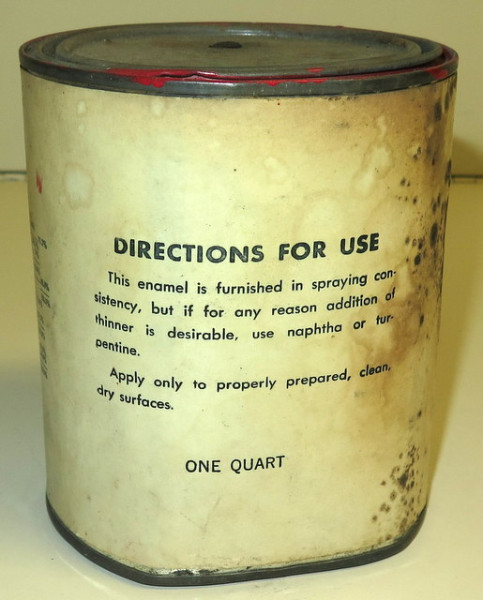 DIRECTIONS FOR USE
This enamel is furnished in spraying con-
sistency, but if for any reason addition of
thinner is desirable, use naphtha or tur-
pentine.
Apply only to properly prepared, clean,
dry surfaces.
ONE QUART